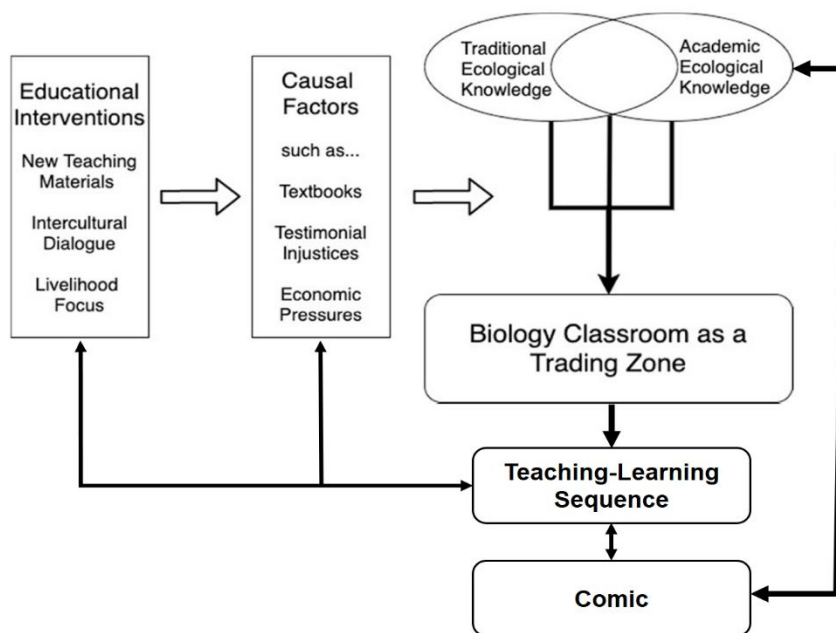 Educational
Interventions
New Teaching
Materials
Intercultural
Dialogue
Livelihood
Focus
Causal
Factors
such as...
Textbooks
Testimonial
Injustices
Economic
Pressures
Traditional
Ecological
Knowledge
Academic
Ecological
Knowledge
Biology Classroom as a
Trading Zone
Teaching-Learning
Sequence
Comic